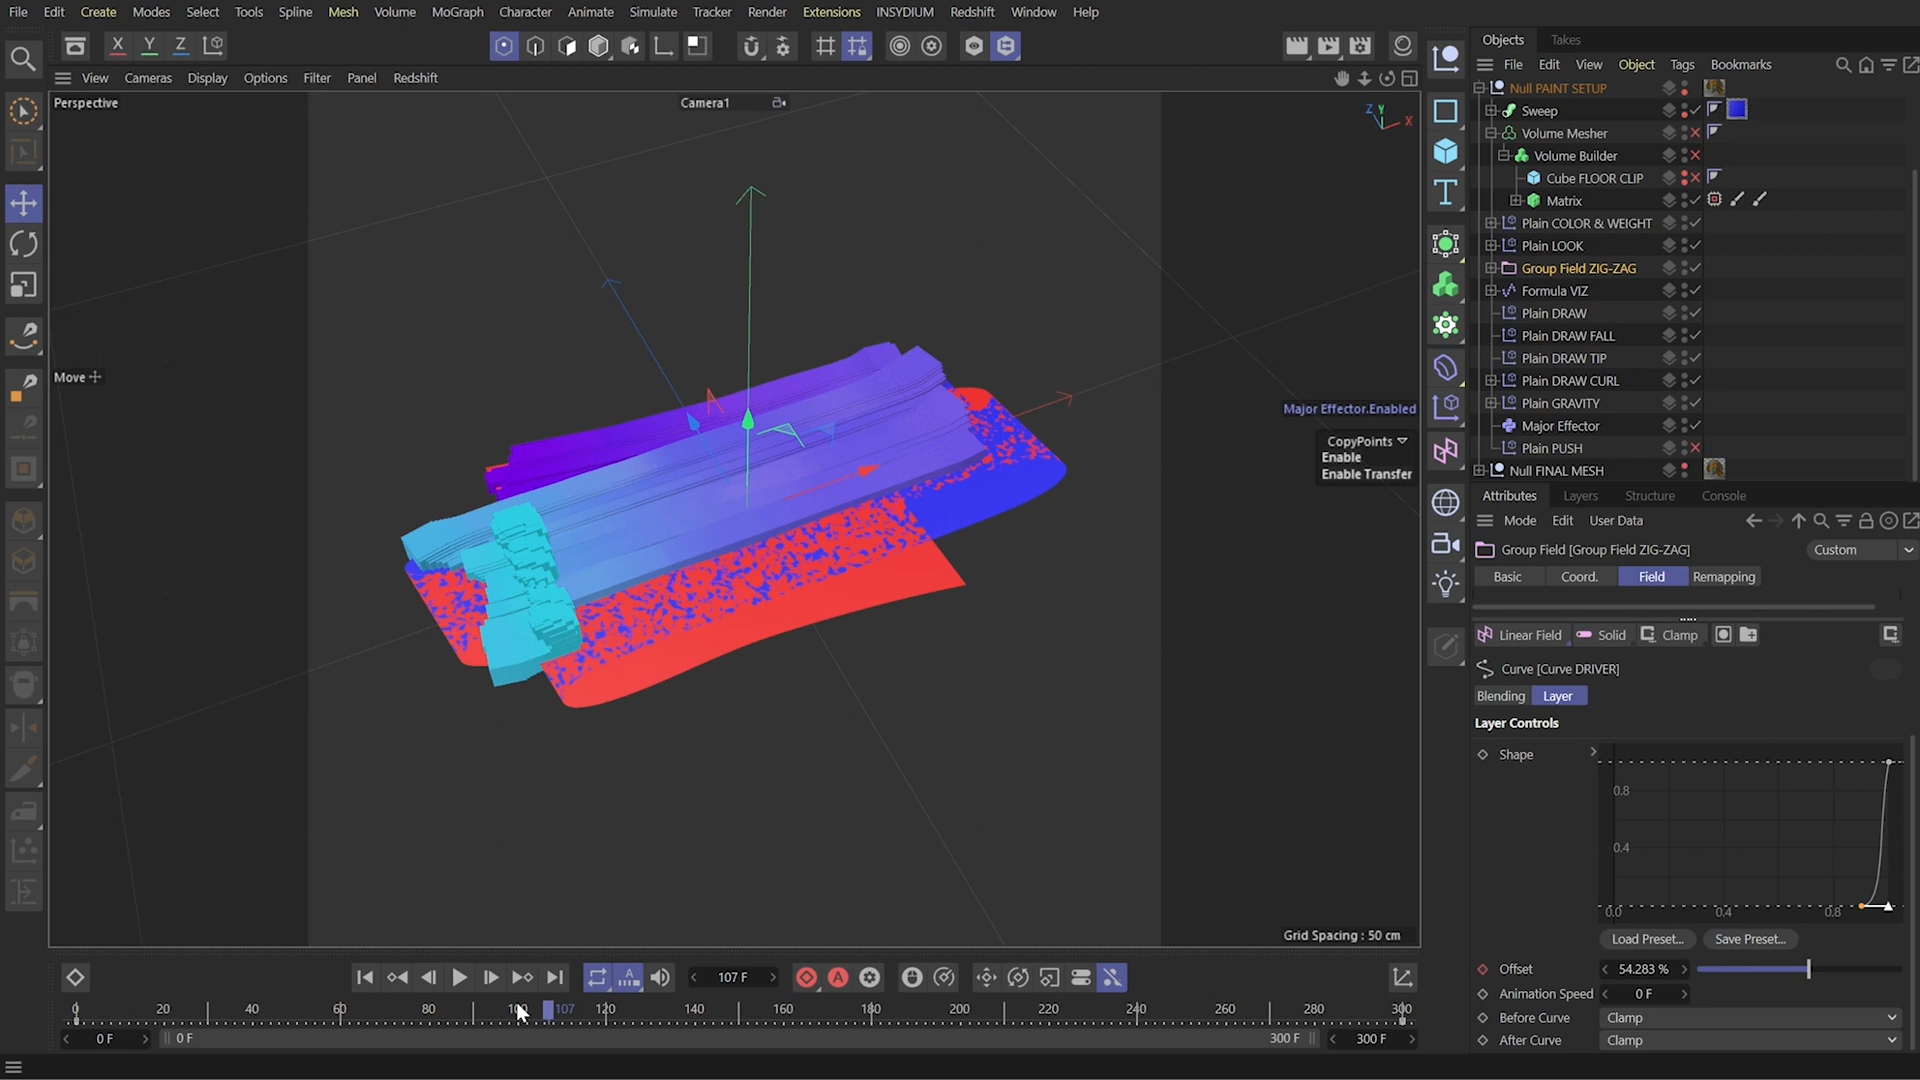 File Edit Create Modes Select Tools Spline Mesh Volume MoGraph Character Animate Simulate Tracker Render Extensions INSYDIUM Redshift Window Help
X Y Z
View Cameras Display Options Filter Panel Redshift
Perspective
Camera1
Z Y X
Move
Major Effector.Enabled
CopyPoints
Enable
Enable Transfer
Grid Spacing : 50 cm
Objects Takes
File Edit View Object Tags Bookmarks
Null PAINT SETUP
Sweep
Volume Mesher
Volume Builder
Cube FLOOR CLIP
Matrix
Plain COLOR & WEIGHT
Plain LOOK
Group Field ZIG-ZAG
Formula VIZ
Plain DRAW
Plain DRAW FALL
Plain DRAW TIP
Plain DRAW CURL
Plain GRAVITY
Major Effector
Plain PUSH
Null FINAL MESH
Attributes Layers Structure Console
Mode Edit User Data
Group Field [Group Field ZIG-ZAG]
Custom
Basic Coord. Field Remapping
Linear Field Solid Clamp
Curve [Curve DRIVER]
Blending Layer
Layer Controls
Shape
0.8
0.4
0.0 0.4 0.8
Load Preset... Save Preset...
Offset 54.283 %
Animation Speed 0 F
Before Curve Clamp
After Curve Clamp
107 F
0 20 40 60 80 107 120 140 160 180 200 220 240 260 280 300
0 F 0 F 300 F 300 F